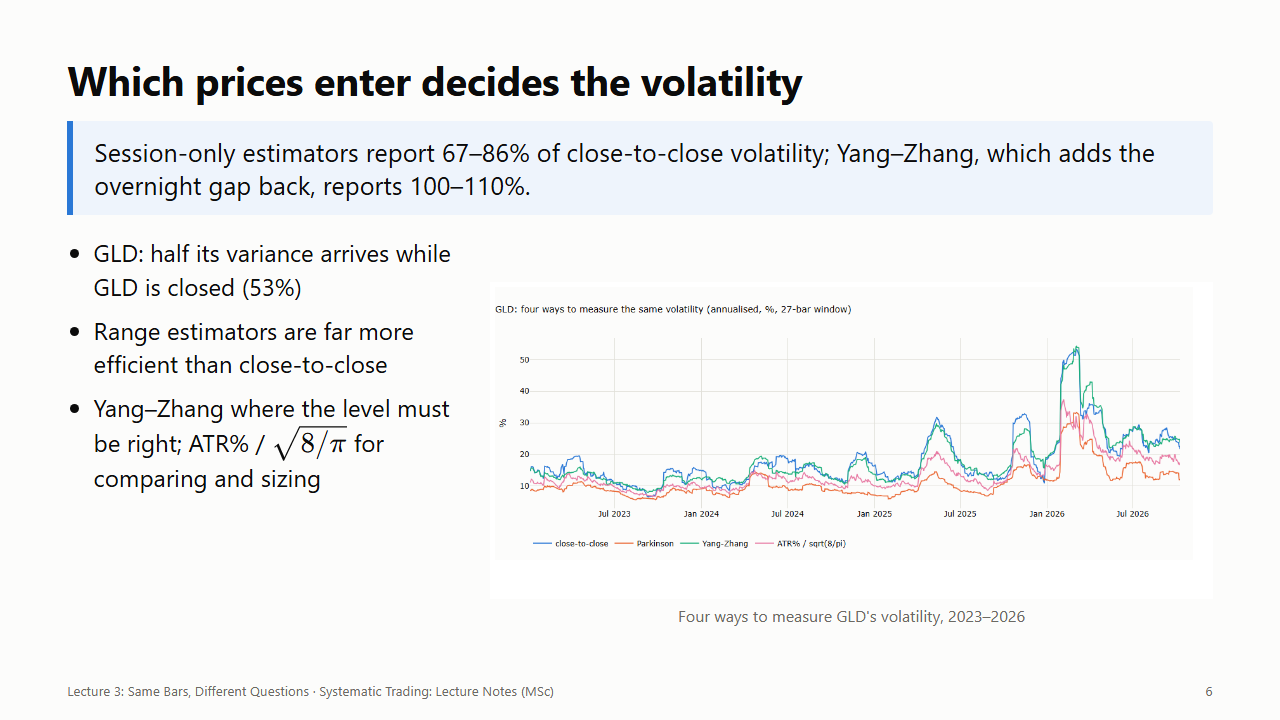 Which prices enter decides the volatility
Session-only estimators report 67–86% of close-to-close volatility; Yang–Zhang, which adds the
overnight gap back, reports 100–110%.
• GLD: half its variance arrives while
GLD is closed (53%)
• Range estimators are far more
efficient than close-to-close
• Yang–Zhang where the level must
be right; ATR% / √8/π for
comparing and sizing
GLD: four ways to measure the same volatility (annualised, %, 27-bar window)
50
40
30
20
10
%
Jul 2023 Jan 2024 Jul 2024 Jan 2025 Jul 2025 Jan 2026 Jul 2026
close-to-close Parkinson Yang-Zhang ATR% / sqrt(8/pi)
Four ways to measure GLD's volatility, 2023–2026
Lecture 3: Same Bars, Different Questions · Systematic Trading: Lecture Notes (MSc) 6